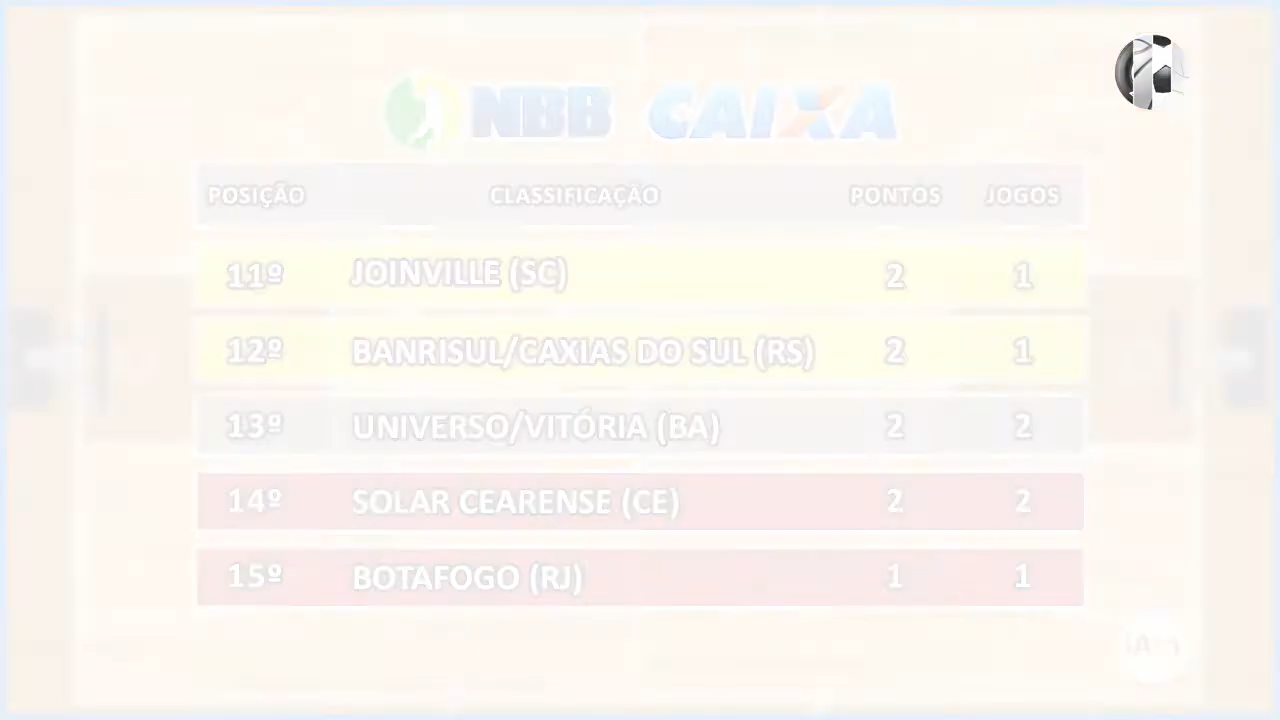 NBB CAIXA
POSIÇÃO CLASSIFICAÇÃO PONTOS JOGOS
11º JOINVILLE (SC) 2 1
12º BANRISUL/CAXIAS DO SUL (RS) 2 1
13º UNIVERSO/VITÓRIA (BA) 2 2
14º SOLAR CEARENSE (CE) 2 2
15º BOTAFOGO (RJ) 1 1